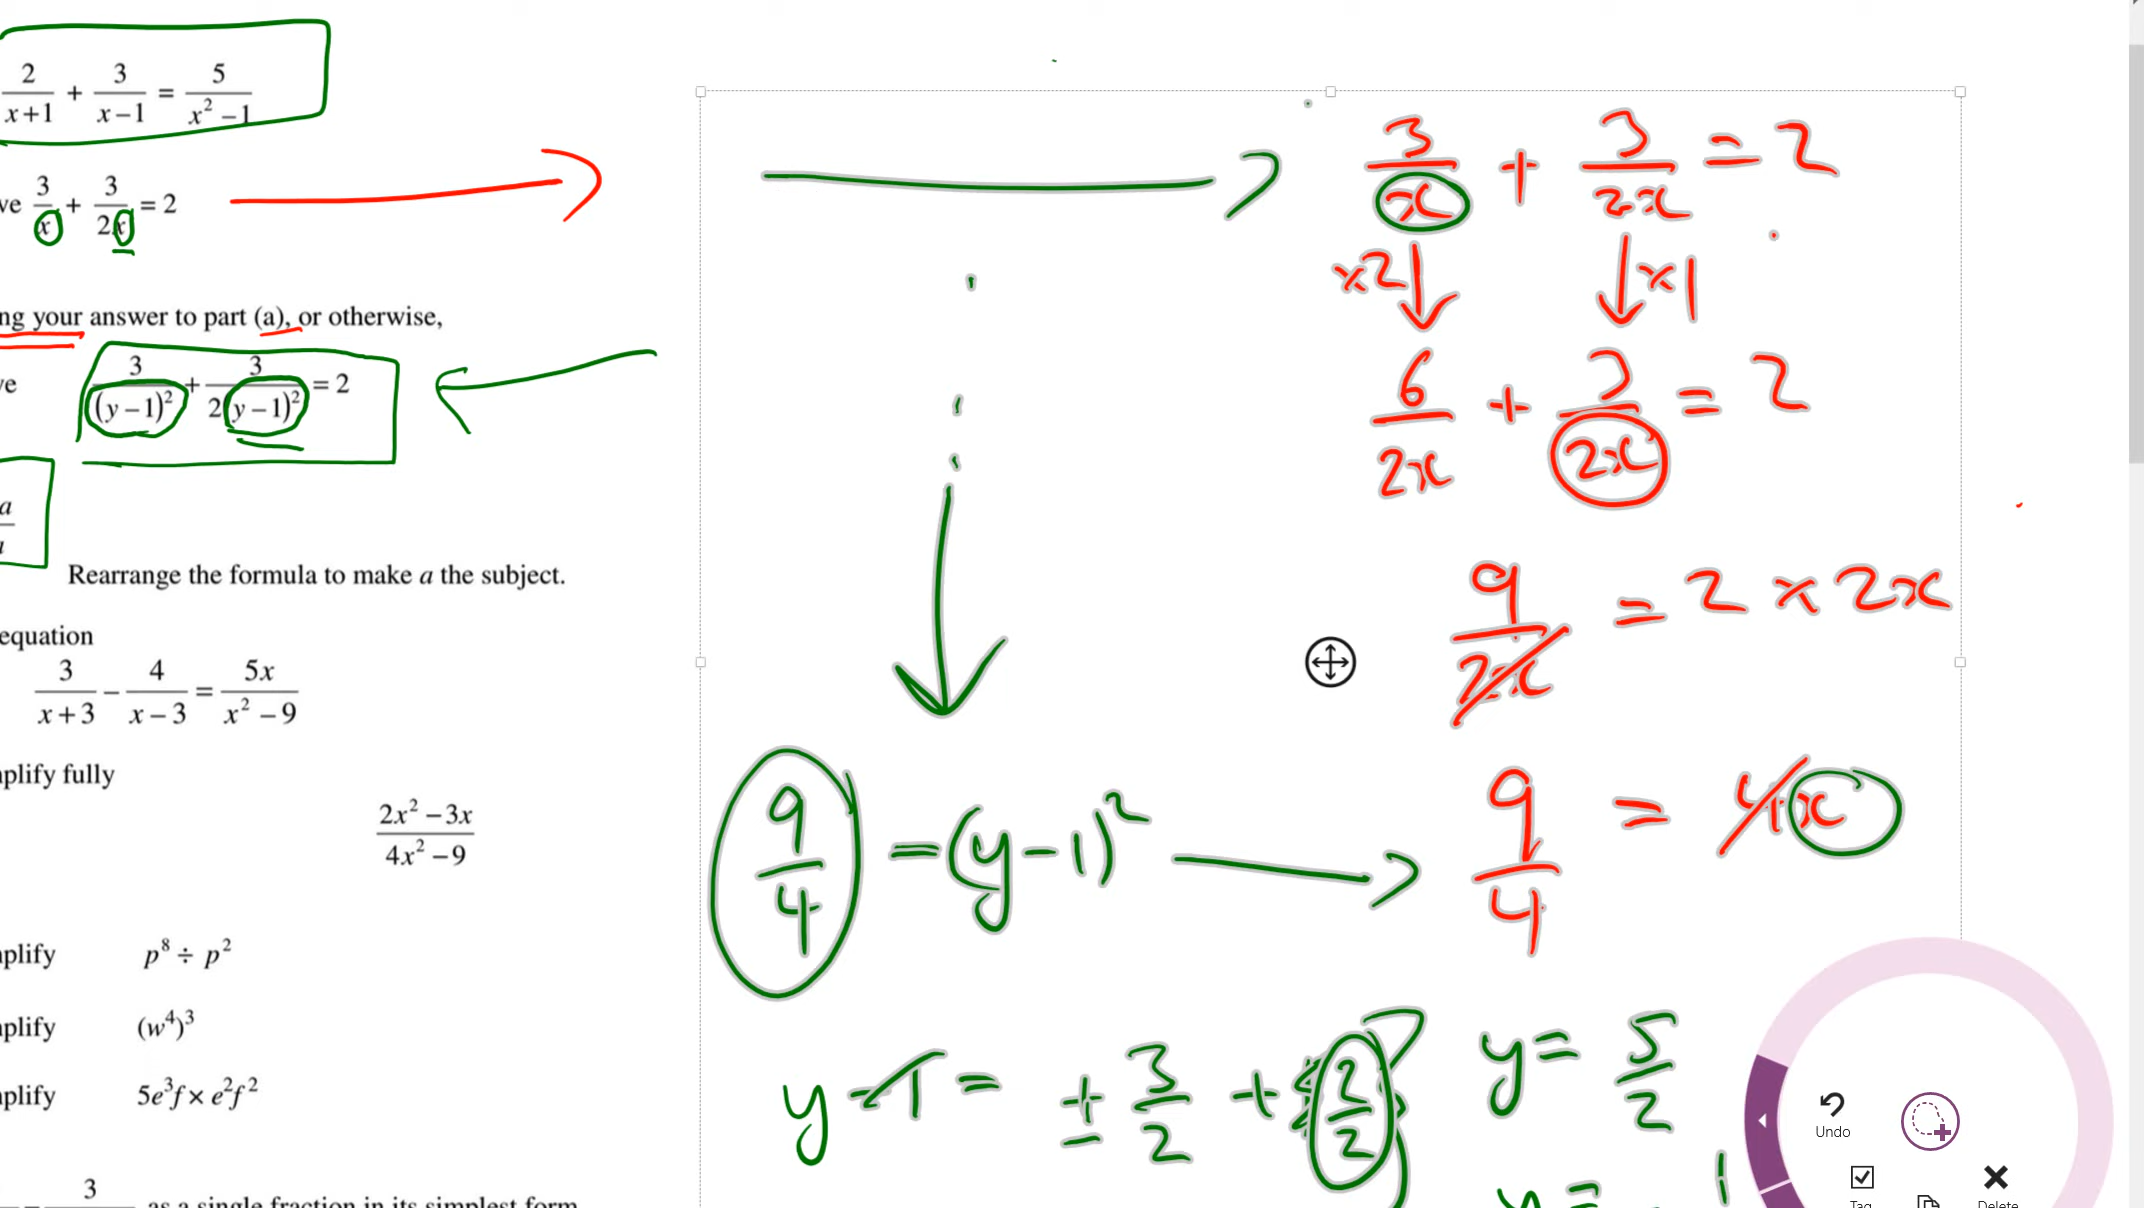 2/(x+1) + 3/(x−1) = 5/(x² − 1)
ve 3/x + 3/2x = 2
ng your answer to part (a), or otherwise,
ve 3/(y−1)² + 3/2(y−1)² = 2
a
Rearrange the formula to make a the subject.
equation
3/(x+3) − 4/(x−3) = 5x/(x² − 9)
plify fully
(2x² − 3x)/(4x² − 9)
plify p⁸ ÷ p²
plify (w⁴)³
plify 5e³f × e²f²
3
as a single fraction in its simplest form
3/x + 3/2x = 2
x2 x1
6/2x + 3/2x = 2
9/2x = 2 × 2x
9/4 = 4x
9/4 = (y−1)²
y − 1 = ± 3/2 + 2/2
y = 5/2
Undo
Tag
Delete